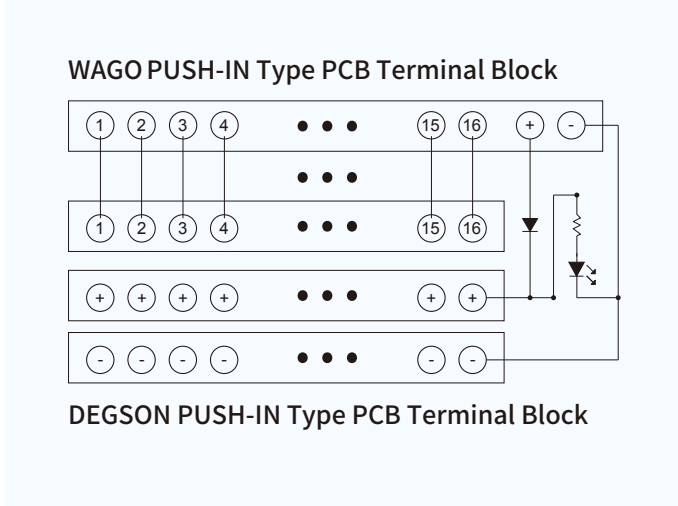 WAGO PUSH-IN Type PCB Terminal Block
1 2 3 4 15 16 + -
1 2 3 4 15 16
+ + + + + +
- - - - - -
DEGSON PUSH-IN Type PCB Terminal Block